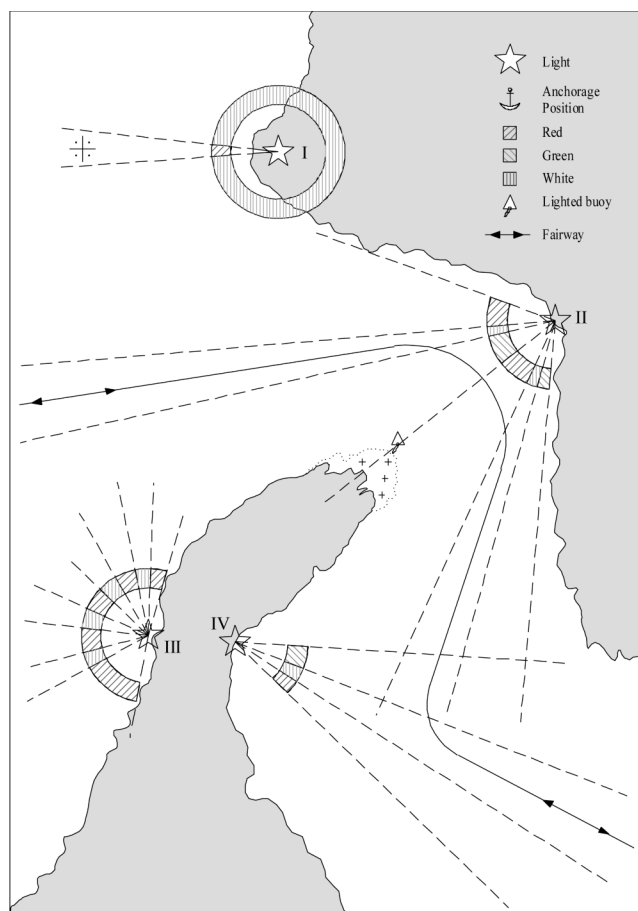 Light
Anchorage
Position
Red
Green
White
Lighted buoy
Fairway
I
II
III
IV